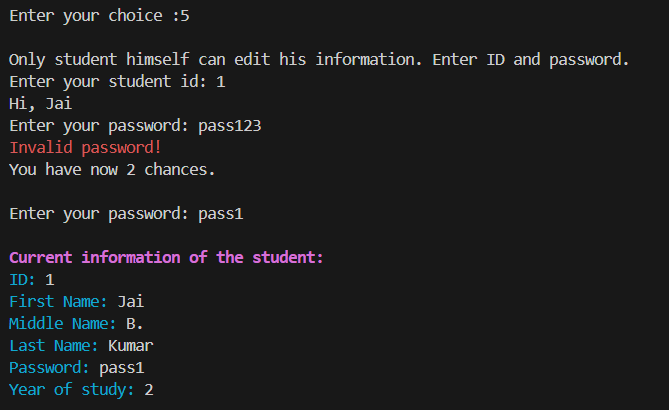 Enter your choice :5
Only student himself can edit his information. Enter ID and password.
Enter your student id: 1
Hi, Jai
Enter your password: pass123
Invalid password!
You have now 2 chances.
Enter your password: pass1
Current information of the student:
ID: 1
First Name: Jai
Middle Name: B.
Last Name: Kumar
Password: pass1
Year of study: 2